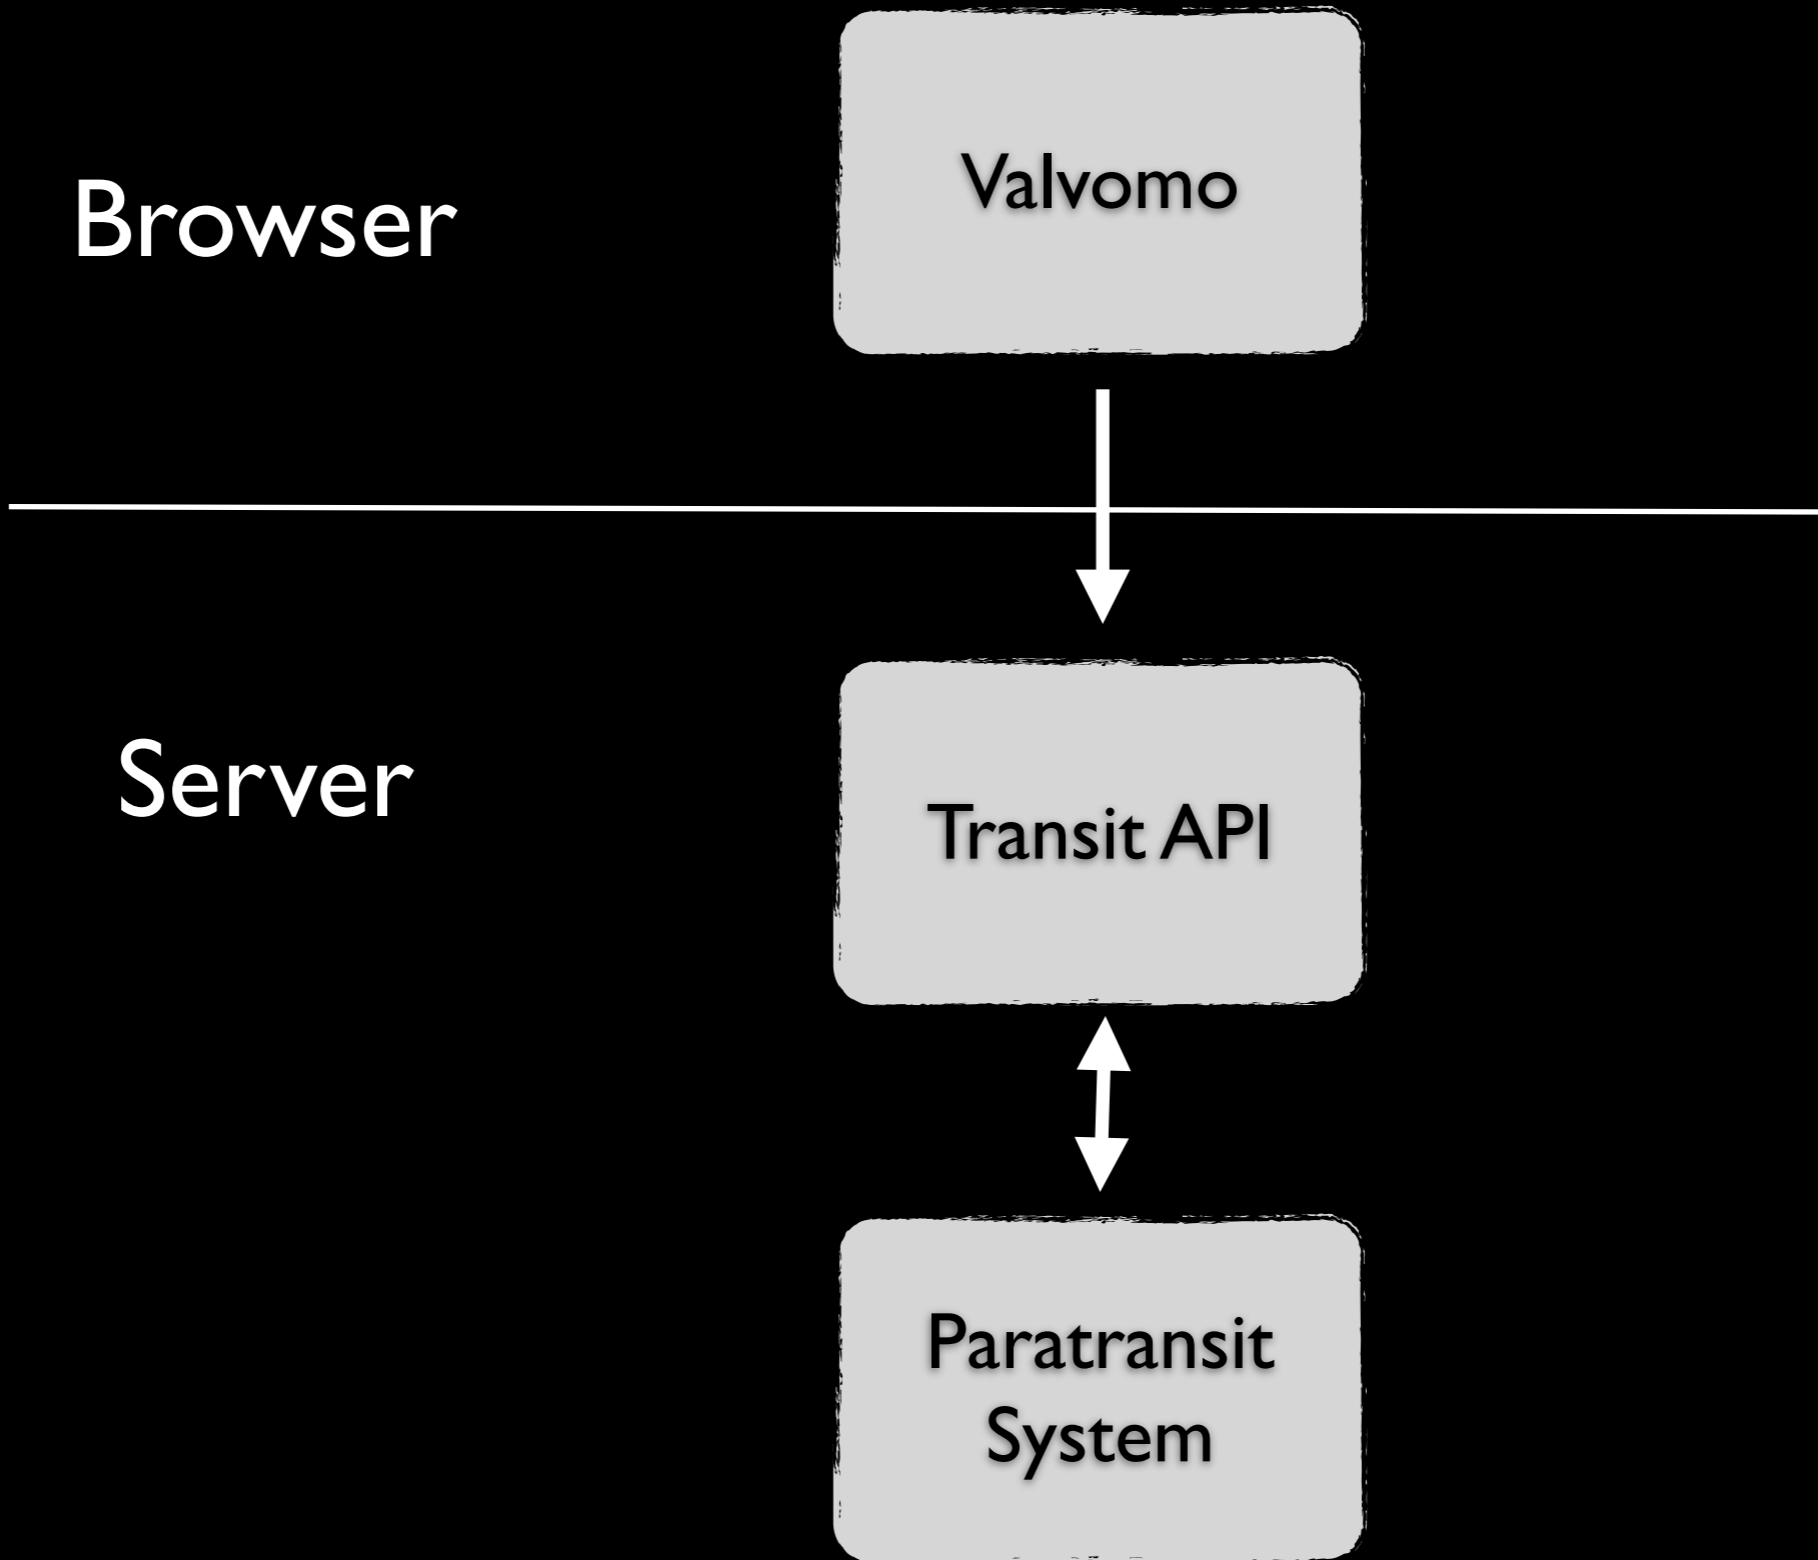 Valvomo
Browser
Server
Transit API
Paratransit
System